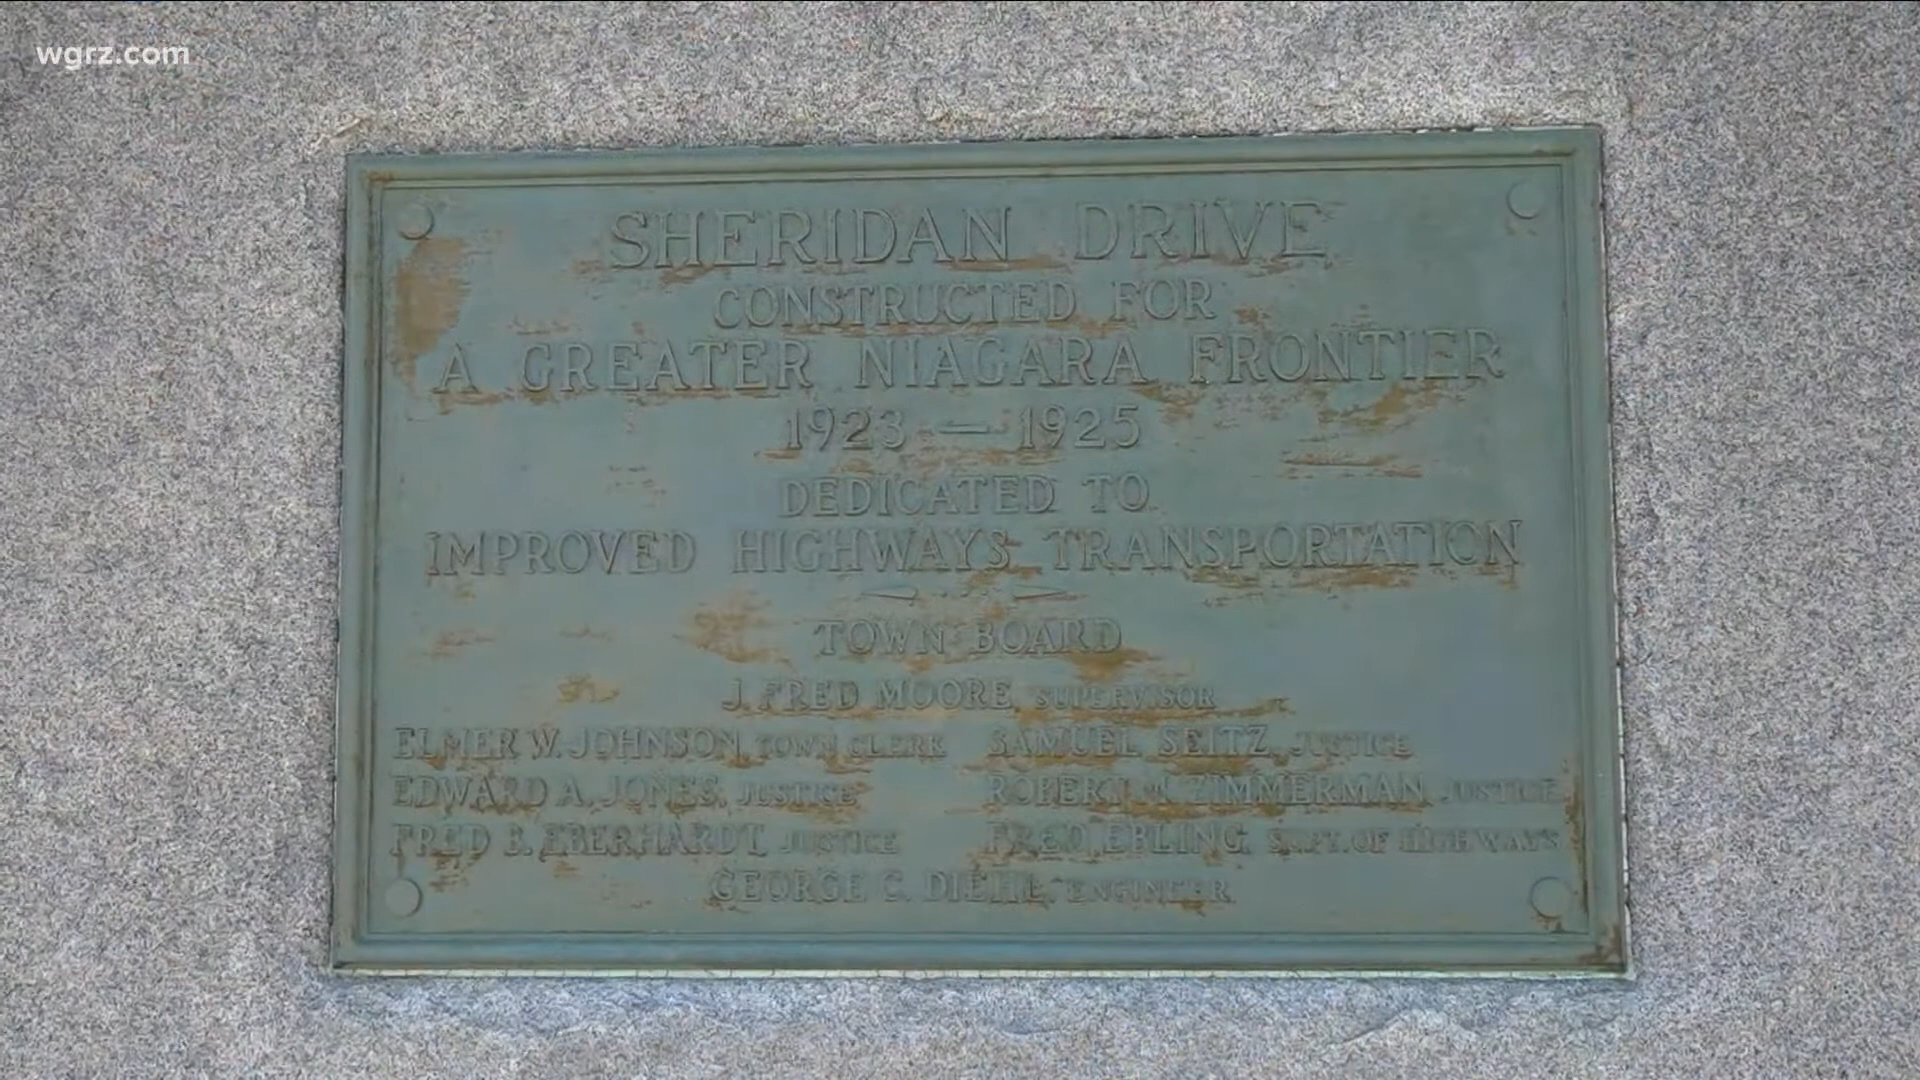 wgrz.com
SHERIDAN DRIVE
CONSTRUCTED FOR
A GREATER NIAGARA FRONTIER
1923 — 1925
DEDICATED TO
IMPROVED HIGHWAYS TRANSPORTATION
TOWN BOARD
J. FRED MOORE, SUPERVISOR
ELMER W. JOHNSON, TOWN CLERK SAMUEL SEITZ, JUSTICE
EDWARD A. JONES, JUSTICE ROBERT M. ZIMMERMAN, JUSTICE
FRED B. EBERHARDT, JUSTICE FRED EBLING, SUPT. OF HIGHWAYS
GEORGE C. DIEHL, ENGINEER